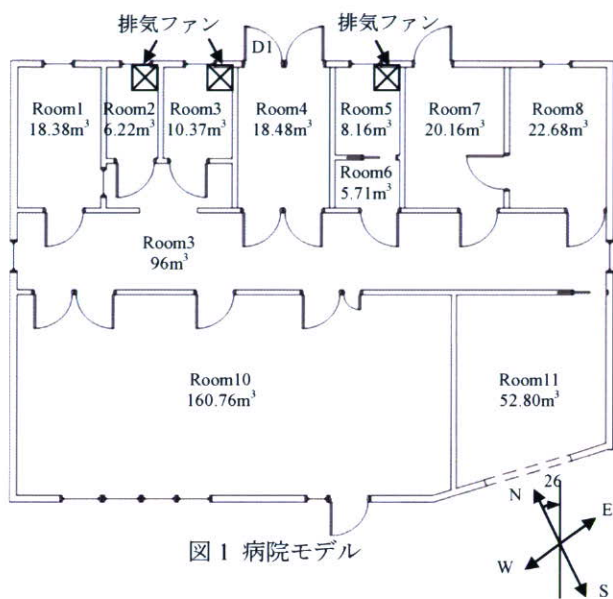 排気ファン
排気ファン
D1
Room1
18.38m³
Room2
6.22m³
Room3
10.37m³
Room4
18.48m³
Room5
8.16m³
Room6
5.71m³
Room7
20.16m³
Room8
22.68m³
Room3
96m³
Room10
160.76m³
Room11
52.80m³
26
N
E
W
S
図1 病院モデル